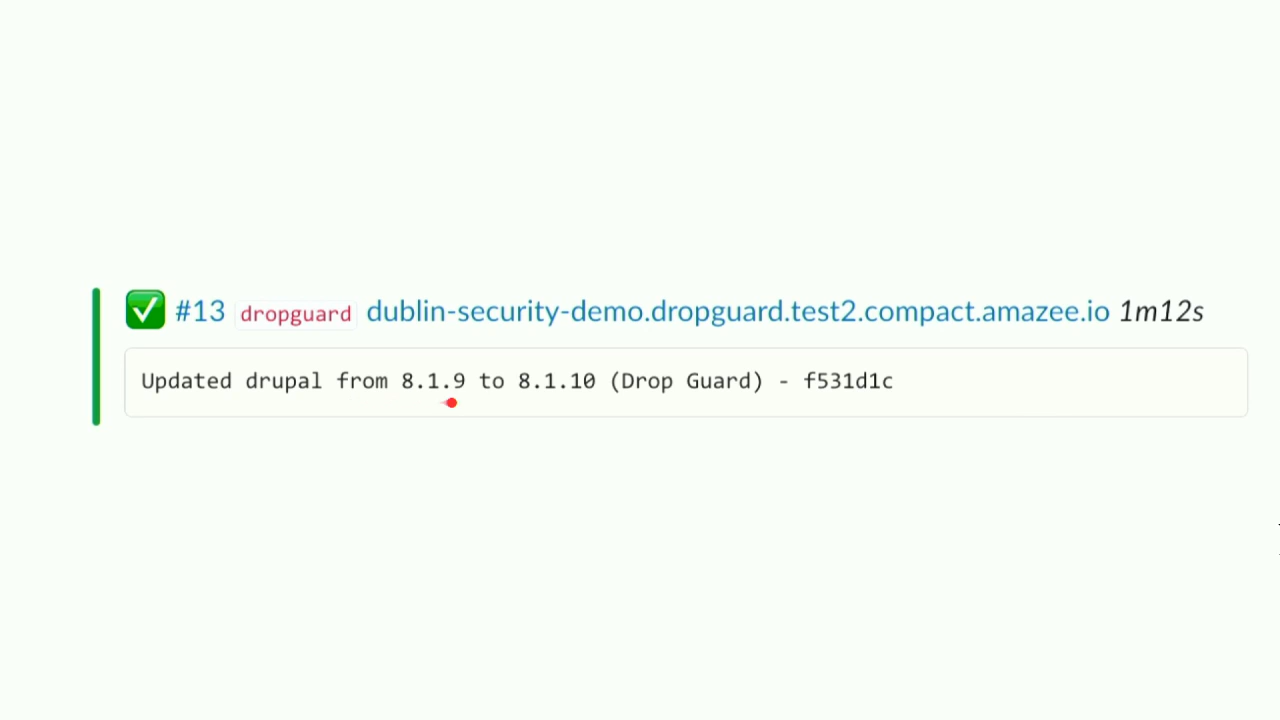 #13 dropguard dublin-security-demo.dropguard.test2.compact.amazee.io 1m12s
Updated drupal from 8.1.9 to 8.1.10 (Drop Guard) - f531d1c